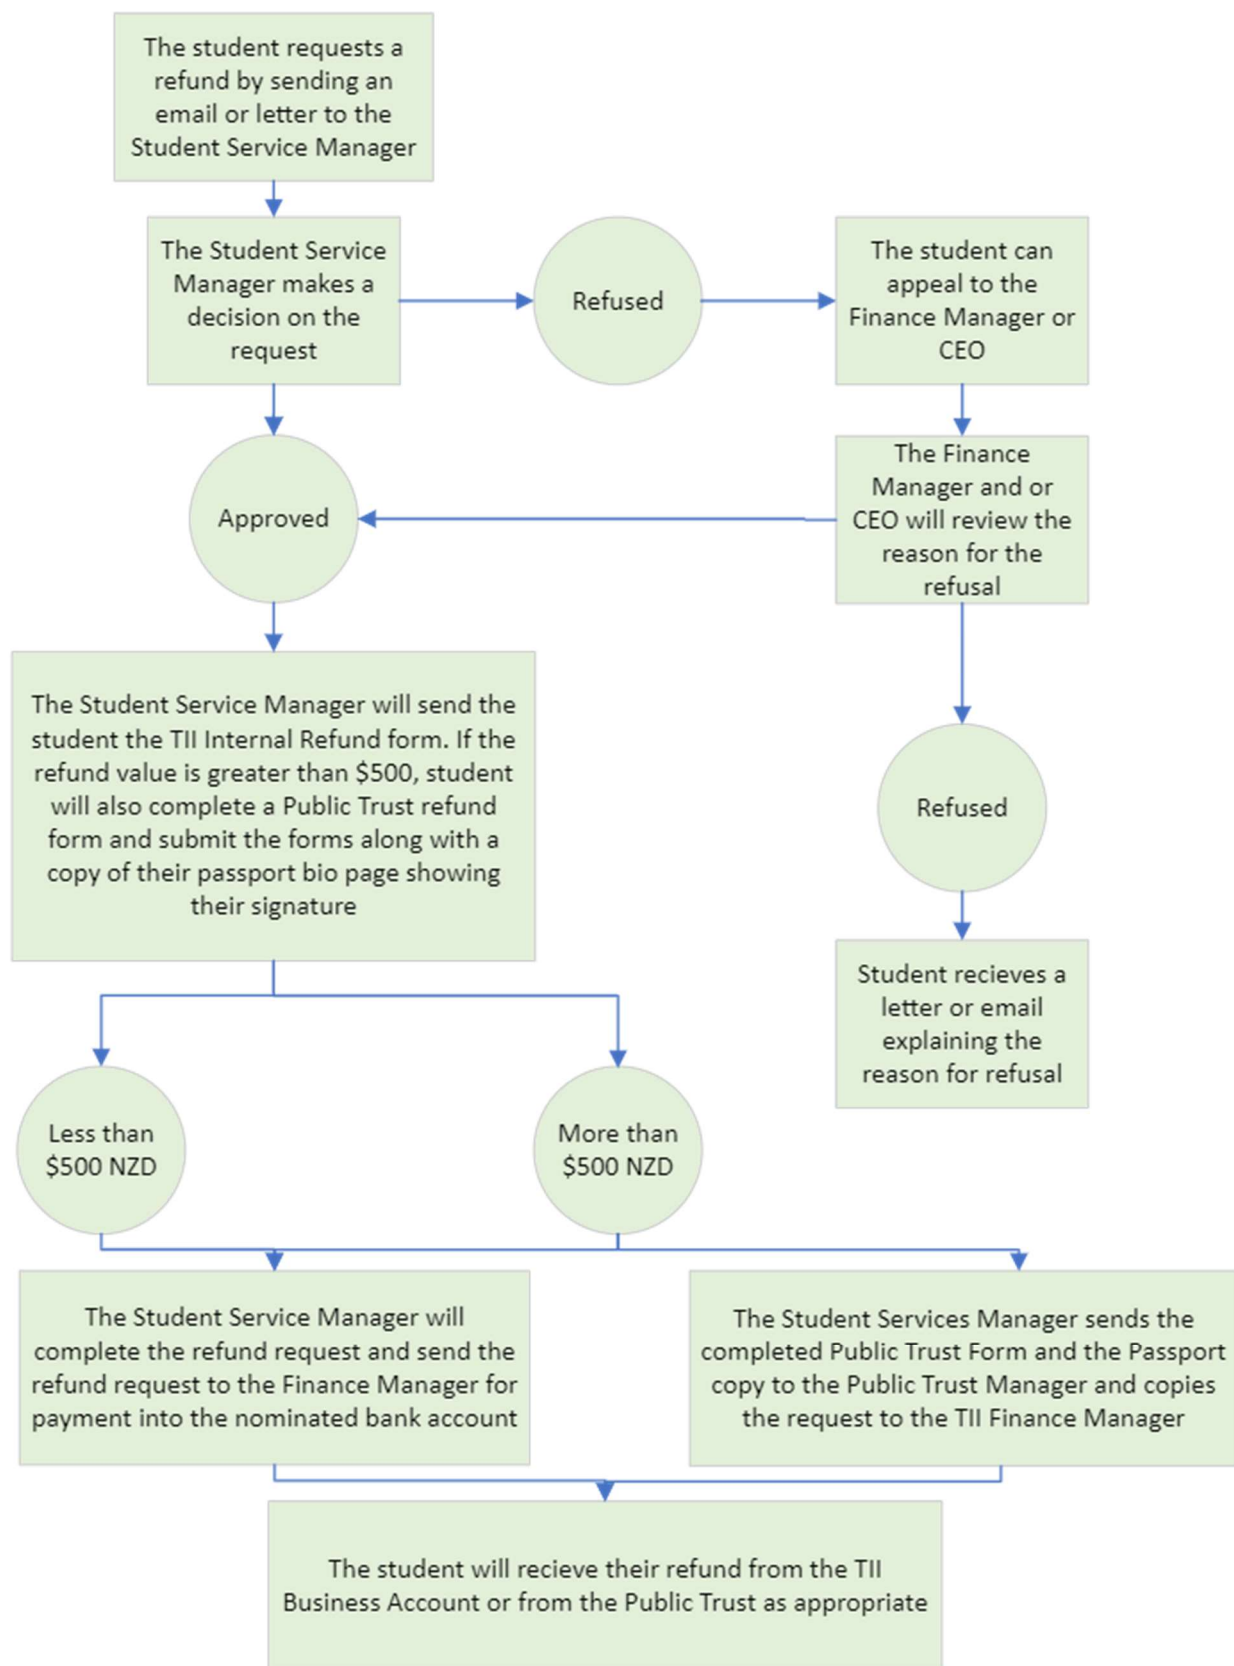 The student requests a
refund by sending an
email or letter to the
Student Service Manager
The Student Service
Manager makes a
decision on the
request
Refused
The student can
appeal to the
Finance Manager or
CEO
Approved
The Finance
Manager and or
CEO will review the
reason for the
refusal
The Student Service Manager will send the
student the TII Internal Refund form. If the
refund value is greater than $500, student
will also complete a Public Trust refund
form and submit the forms along with a
copy of their passport bio page showing
their signature
Refused
Student recieves a
letter or email
explaining the
reason for refusal
Less than
$500 NZD
More than
$500 NZD
The Student Service Manager will
complete the refund request and send the
refund request to the Finance Manager for
payment into the nominated bank account
The Student Services Manager sends the
completed Public Trust Form and the Passport
copy to the Public Trust Manager and copies
the request to the TII Finance Manager
The student will recieve their refund from the TII
Business Account or from the Public Trust as appropriate